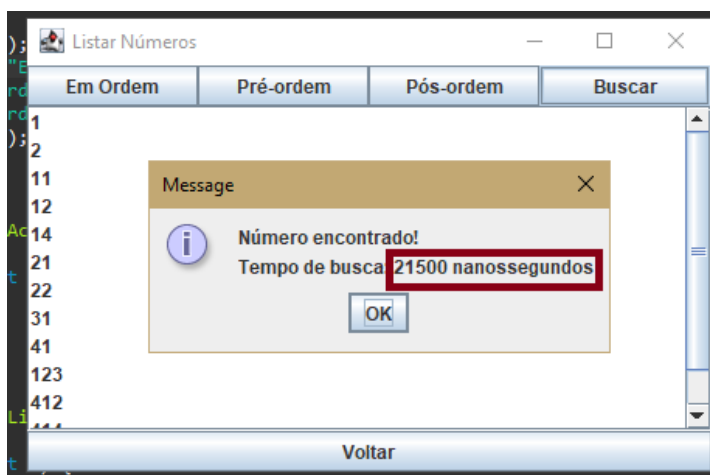 Listar Números
Em Ordem Pré-ordem Pós-ordem Buscar
1
2
11
12
14
21
22
31
41
123
412
Message
Número encontrado!
Tempo de busca: 21500 nanossegundos
OK
Voltar